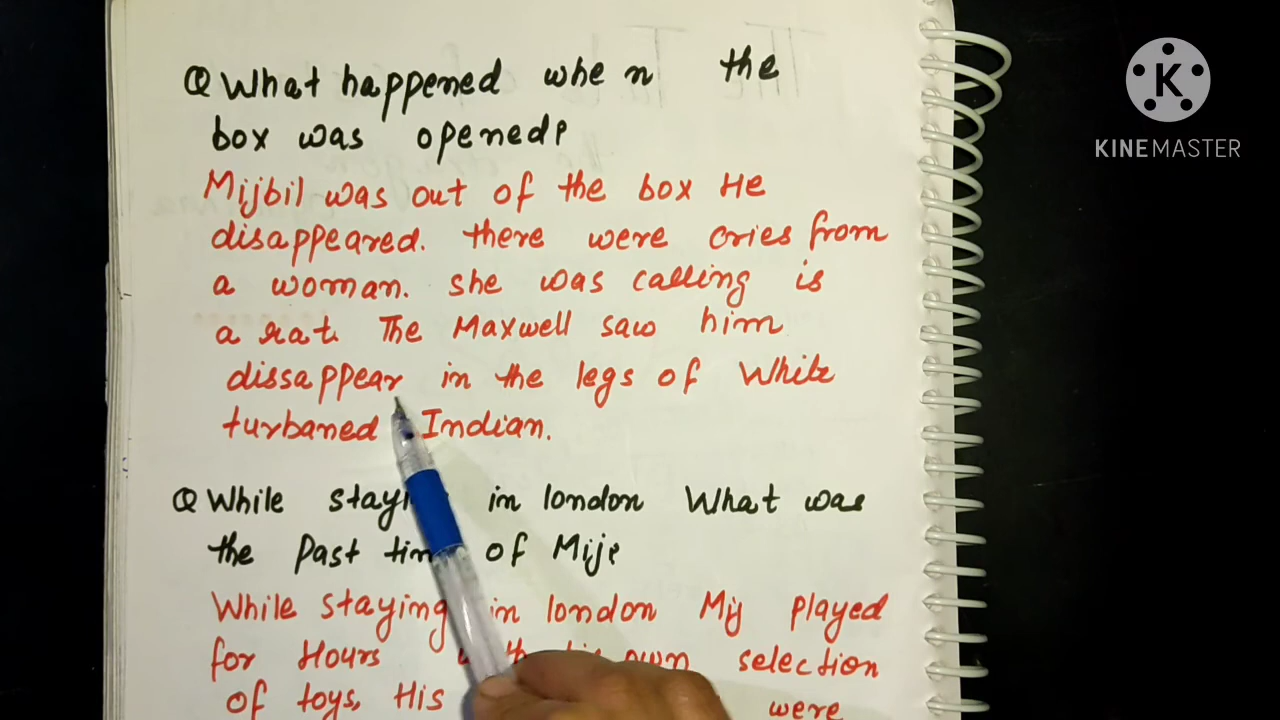 Q What happened when the
box was opened?
Mijbil was out of the box He
disappeared. there were cries from
a woman. she was calling is
a rat. The Maxwell saw him
dissappear in the legs of White
turbaned Indian.
Q While in london What was
the Past of Mij?
While staying in london Mij played
for Hours own selection
of toys, His were
K
KINEMASTER